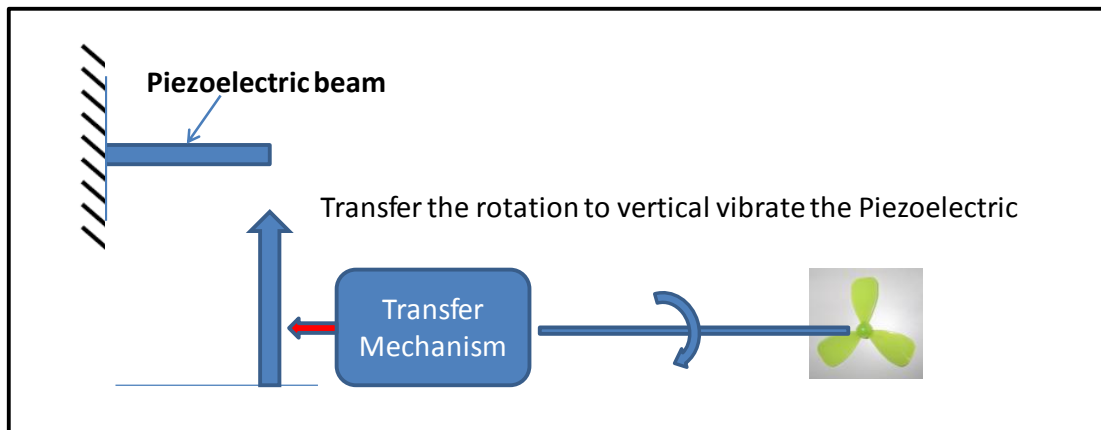 Piezoelectric beam
Transfer the rotation to vertical vibrate the Piezoelectric
Transfer
Mechanism